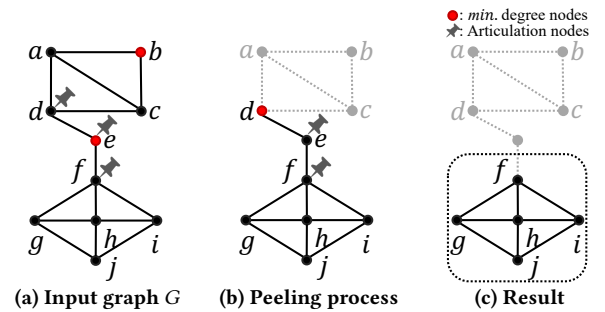 : min. degree nodes
: Articulation nodes
a b a b a b
d c d c d c
e e
f f f
g h i g h i g h i
j j j
(a) Input graph G (b) Peeling process (c) Result